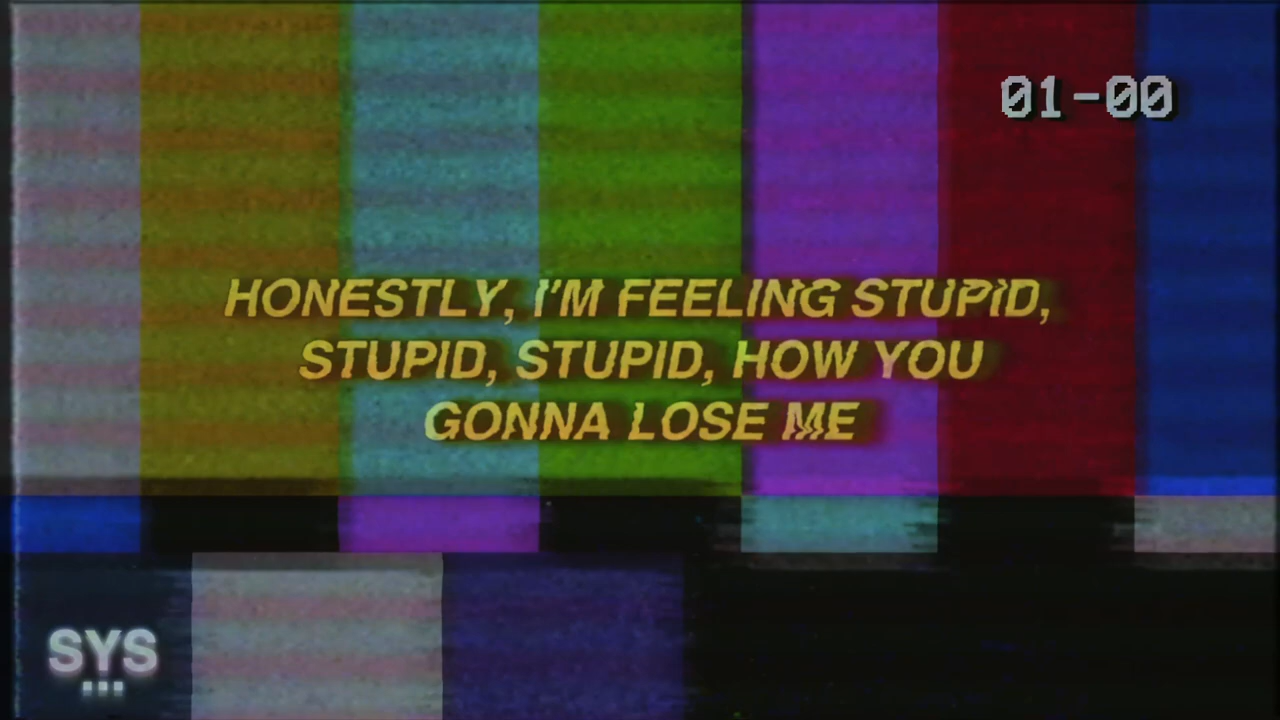 01-00
HONESTLY, I'M FEELING STUPID,
STUPID, STUPID, HOW YOU
GONNA LOSE ME
SYS